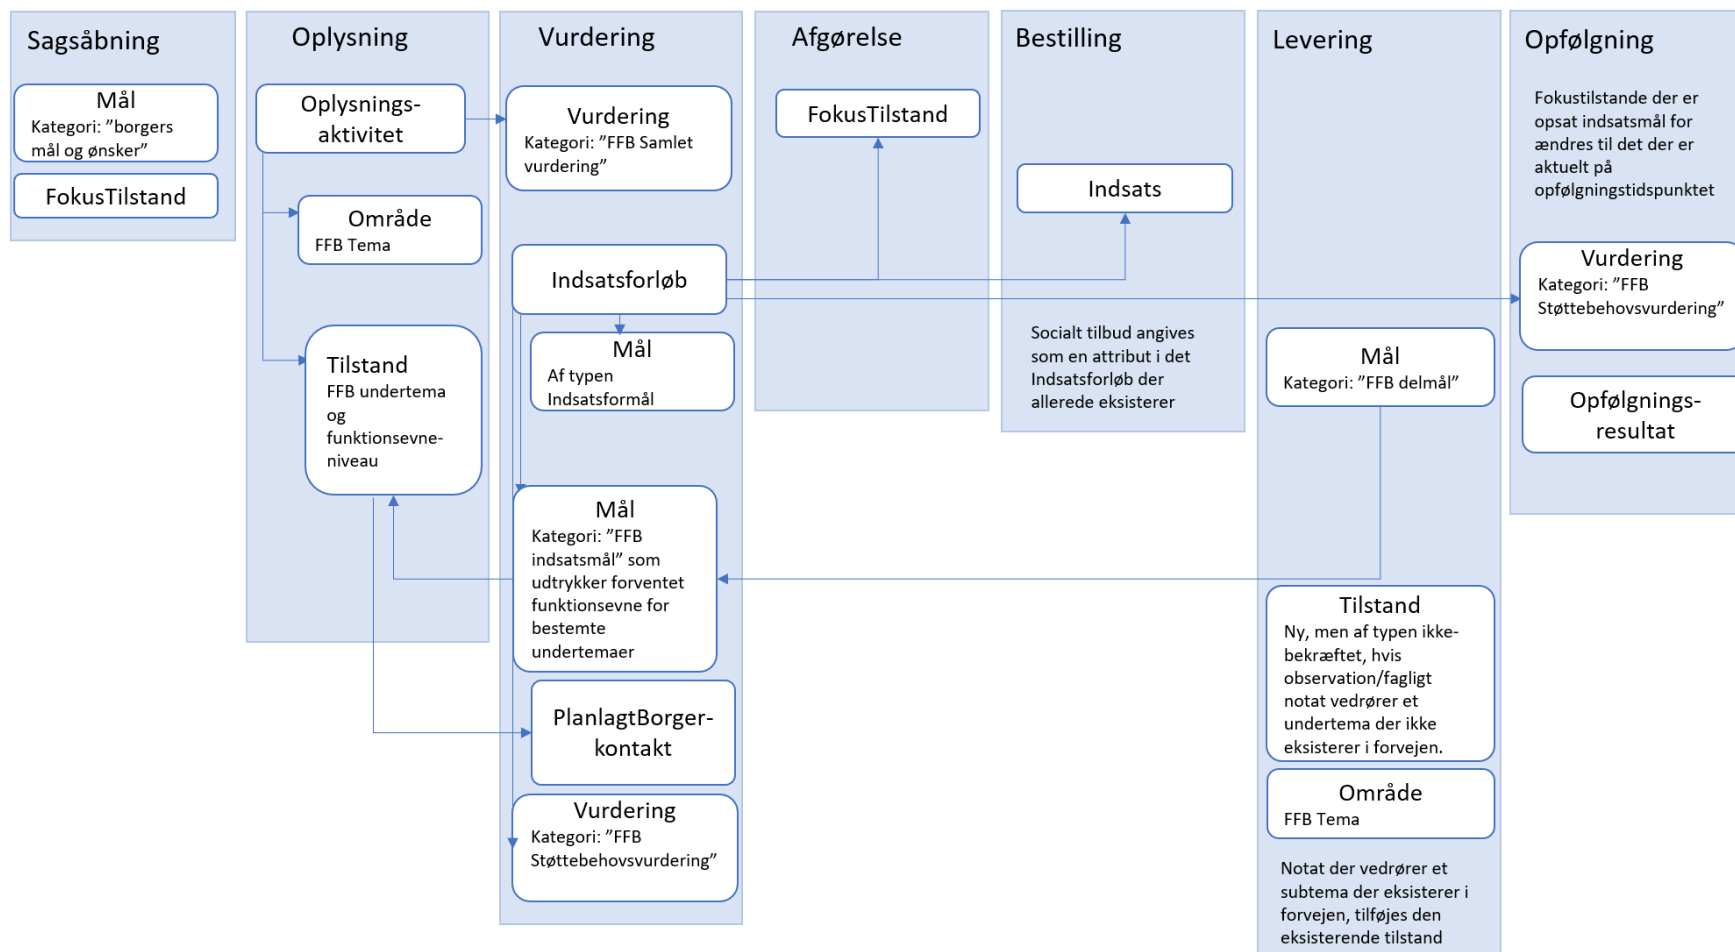 Sagsåbning
Mål
Kategori: ”borgers
mål og ønsker”
FokusTilstand
Oplysning
Oplysnings-
aktivitet
Område
FFB Tema
Tilstand
FFB undertema
og
funktionsevne-
niveau
Vurdering
Vurdering
Kategori: ”FFB Samlet
vurdering”
Indsatsforløb
Mål
Af typen
Indsatsformål
Mål
Kategori: ”FFB
indsatsmål” som
udtrykker forventet
funktionsevne for
bestemte
undertemaer
PlanlagtBorger-
kontakt
Vurdering
Kategori: ”FFB
Støttebehovsvurdering”
Afgørelse
FokusTilstand
Bestilling
Indsats
Socialt tilbud angives
som en attribut i det
Indsatsforløb der
allerede eksisterer
Levering
Mål
Kategori: ”FFB delmål”
Tilstand
Ny, men af typen ikke-
bekræftet, hvis
observation/fagligt
notat vedrører et
undertema der ikke
eksisterer i forvejen.
Område
FFB Tema
Notat der vedrører et
subtema der eksisterer i
forvejen, tilføjes den
eksisterende tilstand
Opfølgning
Fokustilstande der er
opsat indsatsmål for
ændres til det der er
aktuelt på
opfølgningstidspunktet
Vurdering
Kategori: ”FFB
Støttebehovsvurdering”
Opfølgnings-
resultat